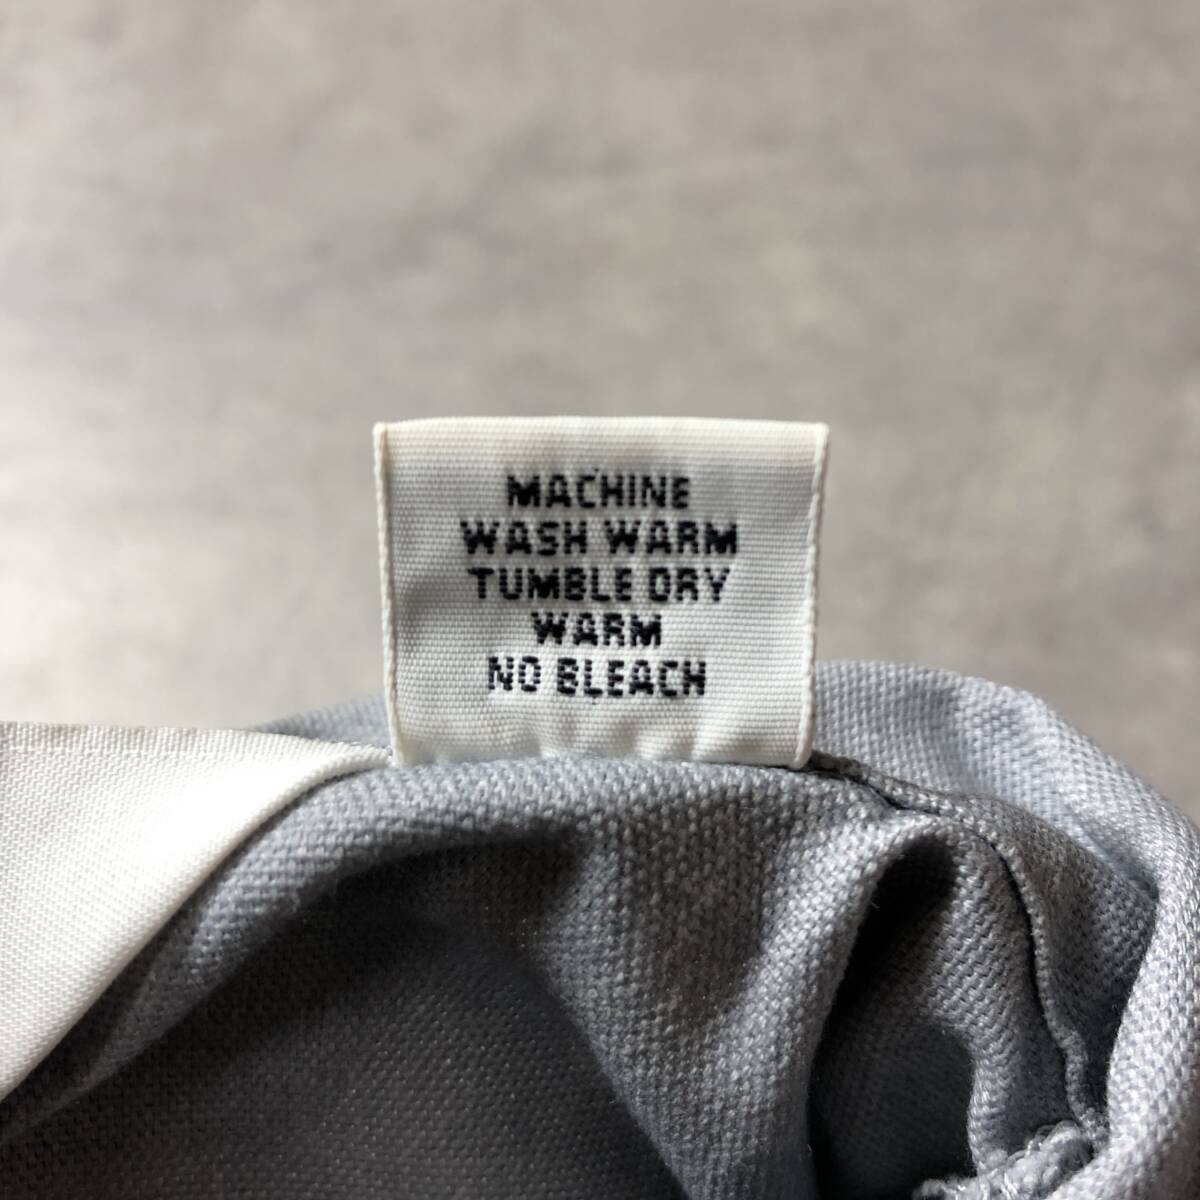 MACHINE
WASH WARM
TUMBLE DRY
WARM
NO BLEACH